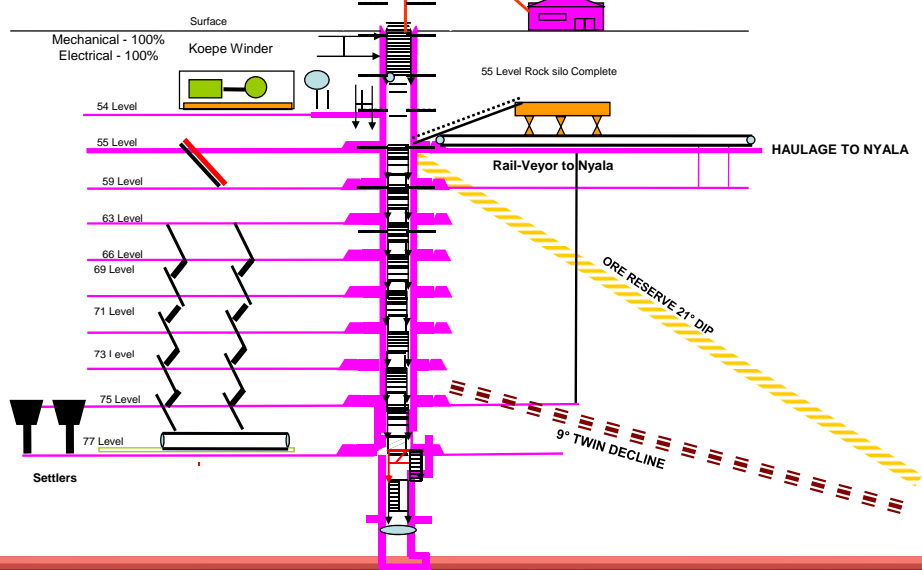 Surface
Mechanical - 100%
Electrical - 100%
Koepe Winder
55 Level Rock silo Complete
54 Level
55 Level
HAULAGE TO NYALA
Rail-Veyor to Nyala
59 Level
63 Level
66 Level
69 Level
ORE RESERVE 21° DIP
71 Level
73 Level
75 Level
9° TWIN DECLINE
77 Level
Settlers